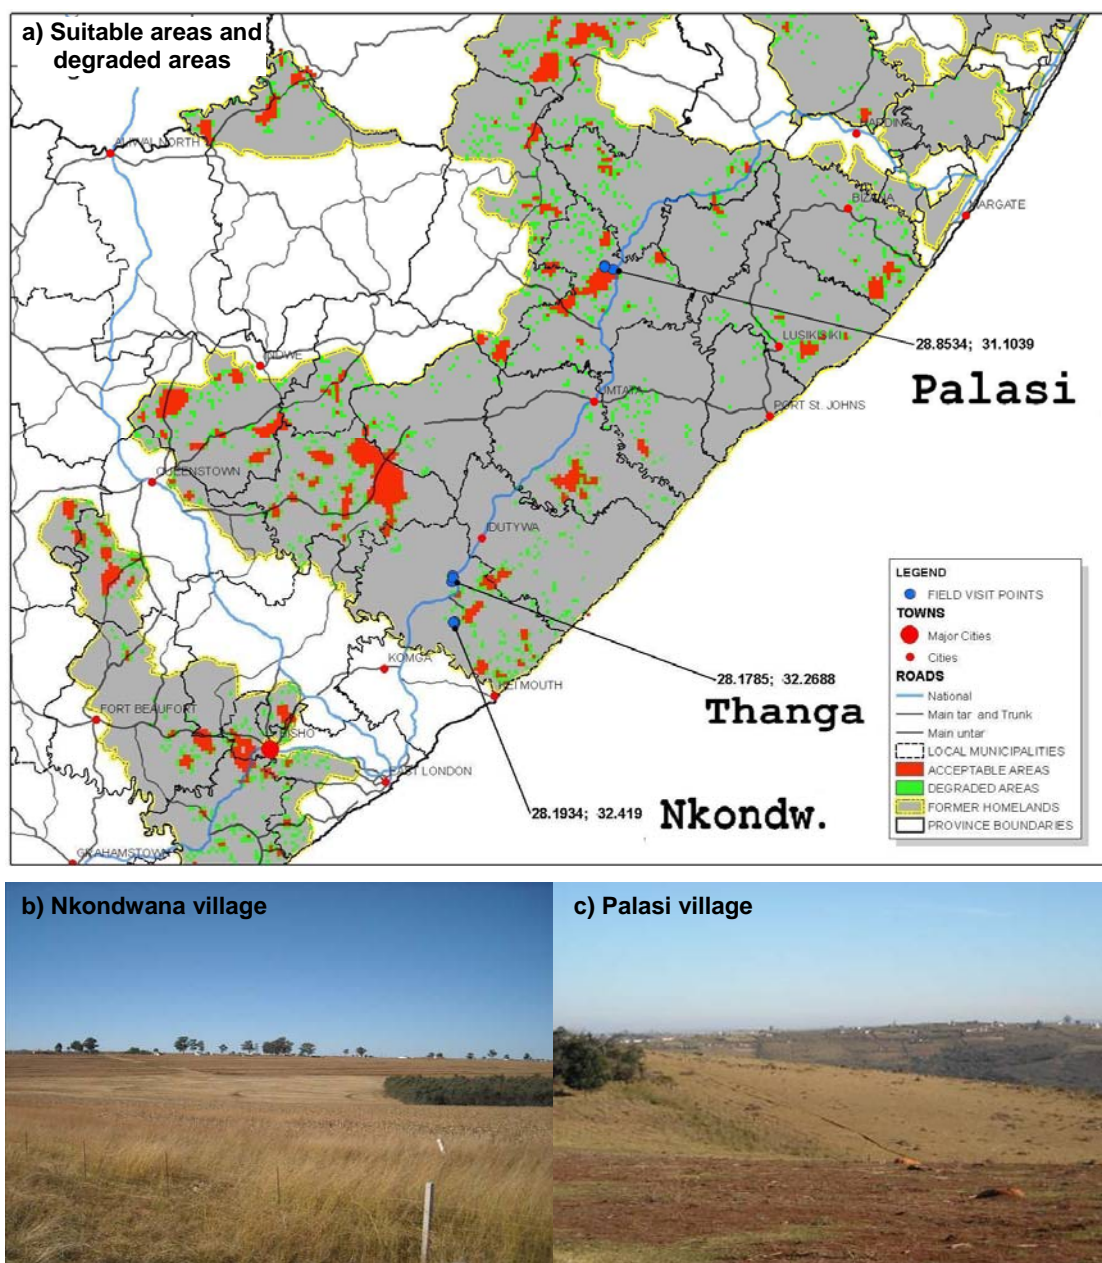 a) Suitable areas and
degraded areas
ALIWAL NORTH
HARDING
BIZANA
MARGATE
28.8534; 31.1039
Palasi
LUSIKISIKI
INDWE
UMTATA
PORT St. JOHNS
QUEENSTOWN
IDUTYWA
LEGEND
FIELD VISIT POINTS
TOWNS
Major Cities
Cities
ROADS
National
Main tar and Trunk
Main untar
LOCAL MUNICIPALITIES
ACCEPTABLE AREAS
DEGRADED AREAS
FORMER HOMELANDS
PROVINCE BOUNDARIES
KOMGA
KEI MOUTH
28.1785; 32.2688
Thanga
FORT BEAUFORT
BISHO
EAST LONDON
28.1934; 32.419
Nkondw.
GRAHAMSTOWN
b) Nkondwana village
c) Palasi village